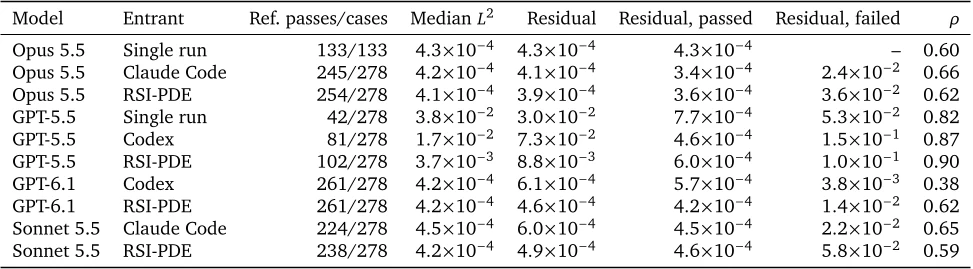 Model Entrant Ref. passes/cases Median L² Residual Residual, passed Residual, failed ρ
Opus 5.5 Single run 133/133 4.3×10⁻⁴ 4.3×10⁻⁴ 4.3×10⁻⁴ – 0.60
Opus 5.5 Claude Code 245/278 4.2×10⁻⁴ 4.1×10⁻⁴ 3.4×10⁻⁴ 2.4×10⁻² 0.66
Opus 5.5 RSI-PDE 254/278 4.1×10⁻⁴ 3.9×10⁻⁴ 3.6×10⁻⁴ 3.6×10⁻² 0.62
GPT-5.5 Single run 42/278 3.8×10⁻² 3.0×10⁻² 7.7×10⁻⁴ 5.3×10⁻² 0.82
GPT-5.5 Codex 81/278 1.7×10⁻² 7.3×10⁻² 4.6×10⁻⁴ 1.5×10⁻¹ 0.87
GPT-5.5 RSI-PDE 102/278 3.7×10⁻³ 8.8×10⁻³ 6.0×10⁻⁴ 1.0×10⁻¹ 0.90
GPT-6.1 Codex 261/278 4.2×10⁻⁴ 6.1×10⁻⁴ 5.7×10⁻⁴ 3.8×10⁻³ 0.38
GPT-6.1 RSI-PDE 261/278 4.2×10⁻⁴ 4.6×10⁻⁴ 4.2×10⁻⁴ 1.4×10⁻² 0.62
Sonnet 5.5 Claude Code 224/278 4.5×10⁻⁴ 6.0×10⁻⁴ 4.5×10⁻⁴ 2.2×10⁻² 0.65
Sonnet 5.5 RSI-PDE 238/278 4.2×10⁻⁴ 4.9×10⁻⁴ 4.6×10⁻⁴ 5.8×10⁻² 0.59